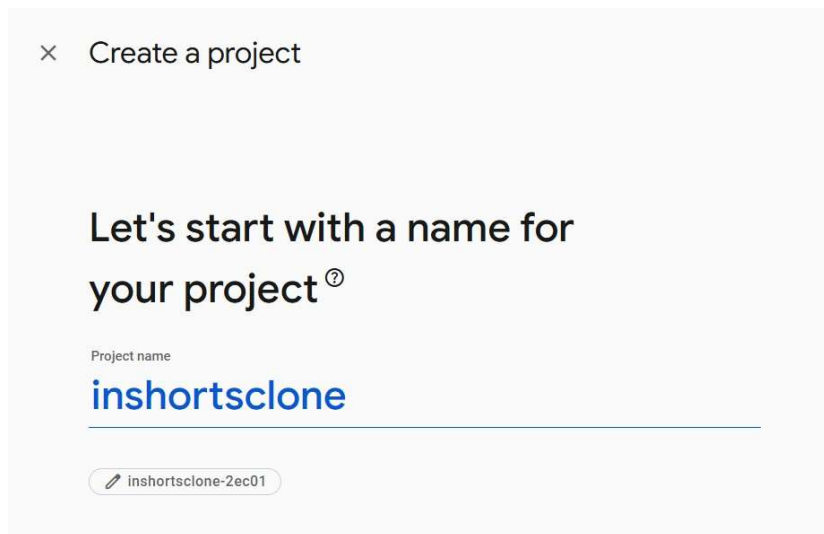 Create a project
Let's start with a name for
your project
Project name
inshortsclone
inshortsclone-2ec01